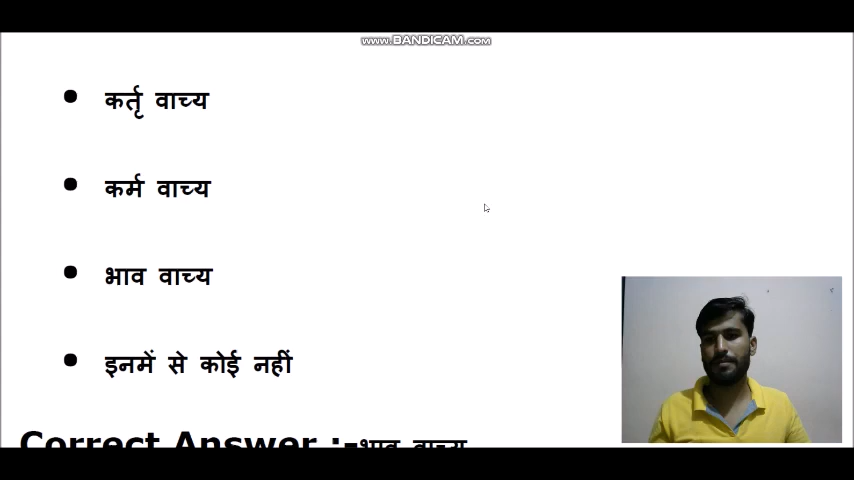 www.BANDICAM.com
कर्तृ वाच्य
कर्म वाच्य
भाव वाच्य
इनमें से कोई नहीं
Correct Answer :-भाव वाच्य